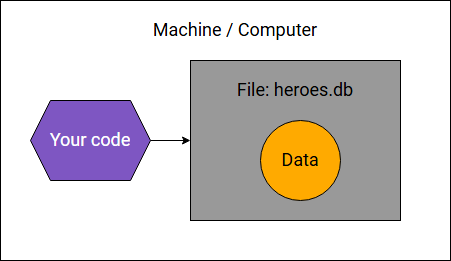 Machine / Computer
File: heroes.db
Your code
Data